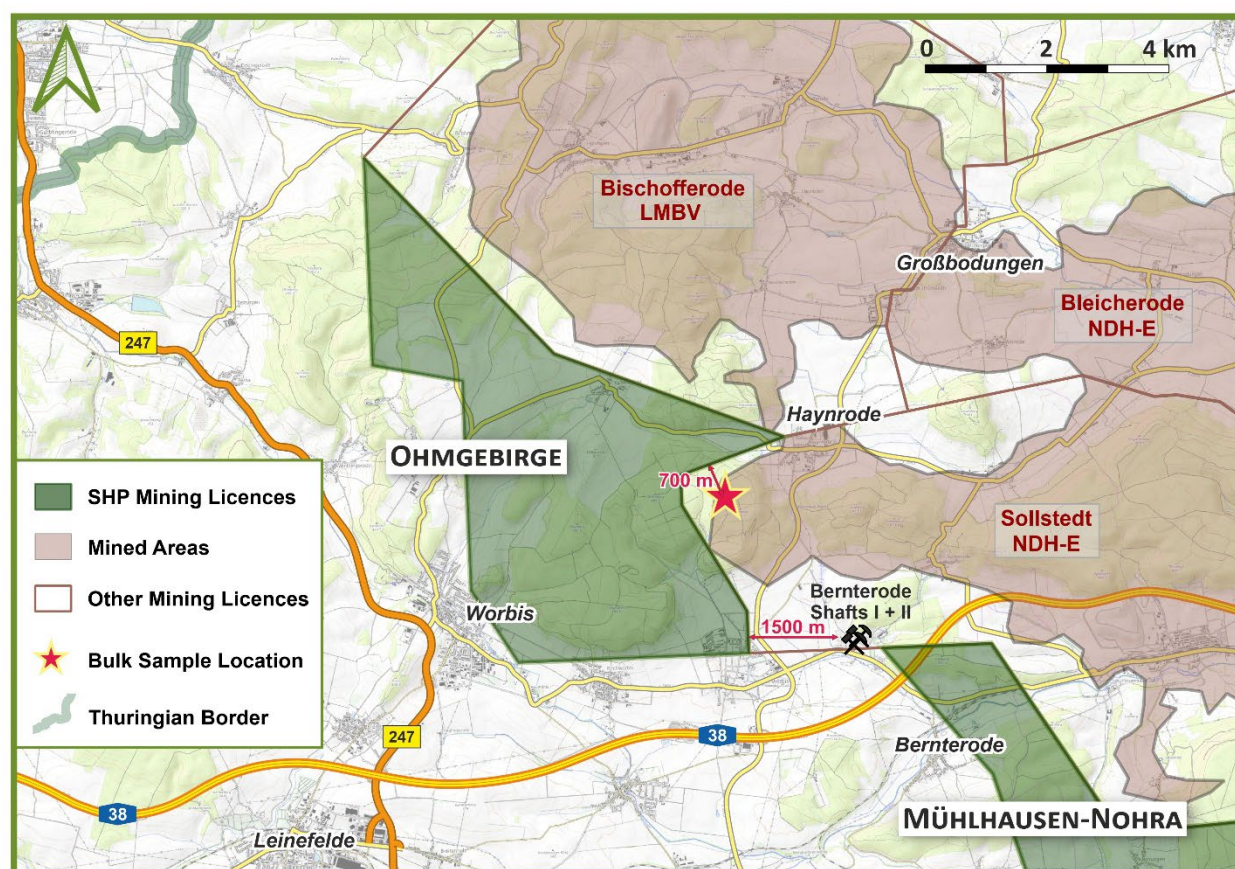 0 2 4 km
Bischofferode
LMBV
Großbodungen
Bleicherode
NDH-E
247
Haynrode
OHMGEBIRGE
700 m
SHP Mining Licences
Mined Areas
Other Mining Licences
Bulk Sample Location
Thuringian Border
Sollstedt
NDH-E
Worbis
Bernterode
Shafts I + II
1500 m
247
38
Bernterode
38
Leinefelde
MÜHLHAUSEN-NOHRA